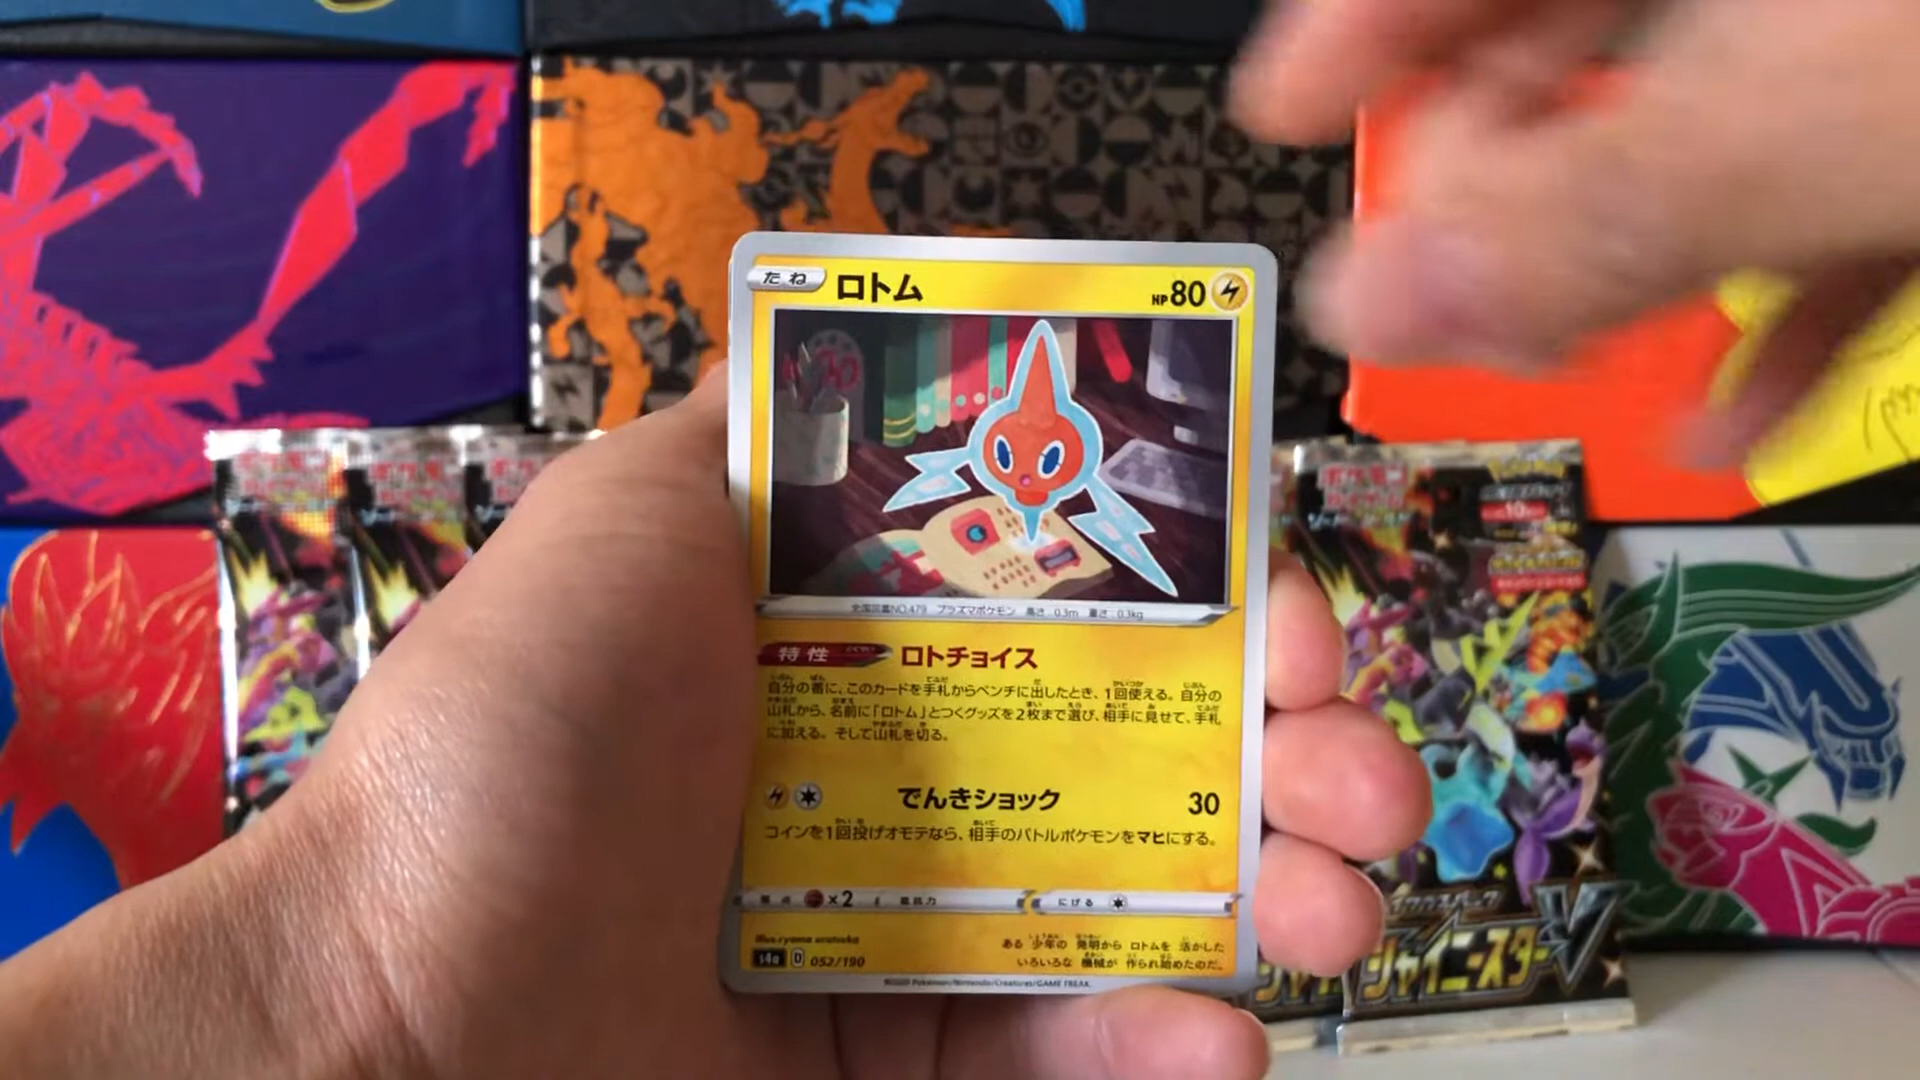 たね ロトム HP80
全国図鑑NO.479 プラズマポケモン 高さ:0.3m 重さ:0.3kg
特性 ロトチョイス
自分の番に、このカードを手札からベンチに出したとき、1回使える。自分の
山札から、名前に「ロトム」とつくグッズを2枚まで選び、相手に見せて、手札
に加える。そして山札を切る。
でんきショック 30
コインを1回投げオモテなら、相手のバトルポケモンをマヒにする。
弱点 ×2 抵抗力 にげる
ある 少年の 発明から ロトムを 活かした
いろいろな 機械が 作られ始めたのだ。
s4a D 052/190
シャイニースターV